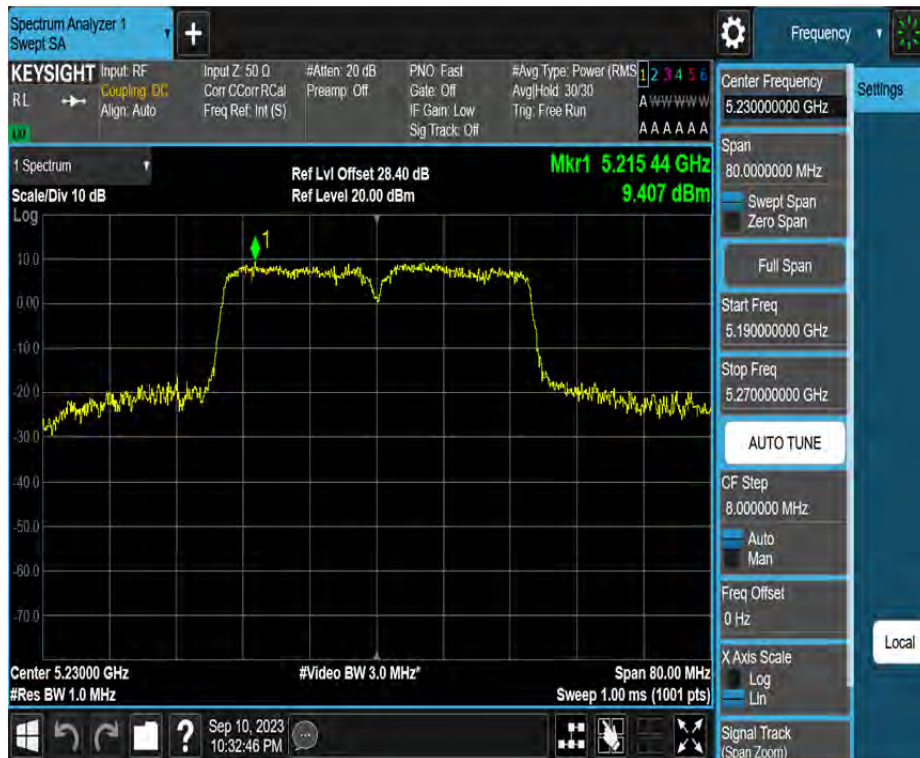 Spectrum Analyzer 1
Swept SA
Frequency
KEYSIGHT
RL
Input: RF
Coupling: DC
Align: Auto
Input Z: 50 Ω
Corr CCorr RCal
Freq Ref: Int (S)
#Atten: 20 dB
Preamp: Off
PNO: Fast
Gate: Off
IF Gain: Low
Sig Track: Off
#Avg Type: Power (RMS
Avg|Hold: 30/30
Trig: Free Run
1 2 3 4 5 6
A W W W W W
A A A A A A
1 Spectrum
Scale/Div 10 dB
Ref Lvl Offset 28.40 dB
Ref Level 20.00 dBm
Mkr1 5.215 44 GHz
9.407 dBm
Log
1
10.0
0.00
-10.0
-20.0
-30.0
-40.0
-50.0
-60.0
-70.0
Center 5.23000 GHz
#Res BW 1.0 MHz
#Video BW 3.0 MHz*
Span 80.00 MHz
Sweep 1.00 ms (1001 pts)
Sep 10, 2023
10:32:46 PM
Center Frequency
5.230000000 GHz
Span
80.0000000 MHz
Swept Span
Zero Span
Full Span
Start Freq
5.190000000 GHz
Stop Freq
5.270000000 GHz
AUTO TUNE
CF Step
8.000000 MHz
Auto
Man
Freq Offset
0 Hz
X Axis Scale
Log
Lin
Signal Track
(Span Zoom)
Settings
Local